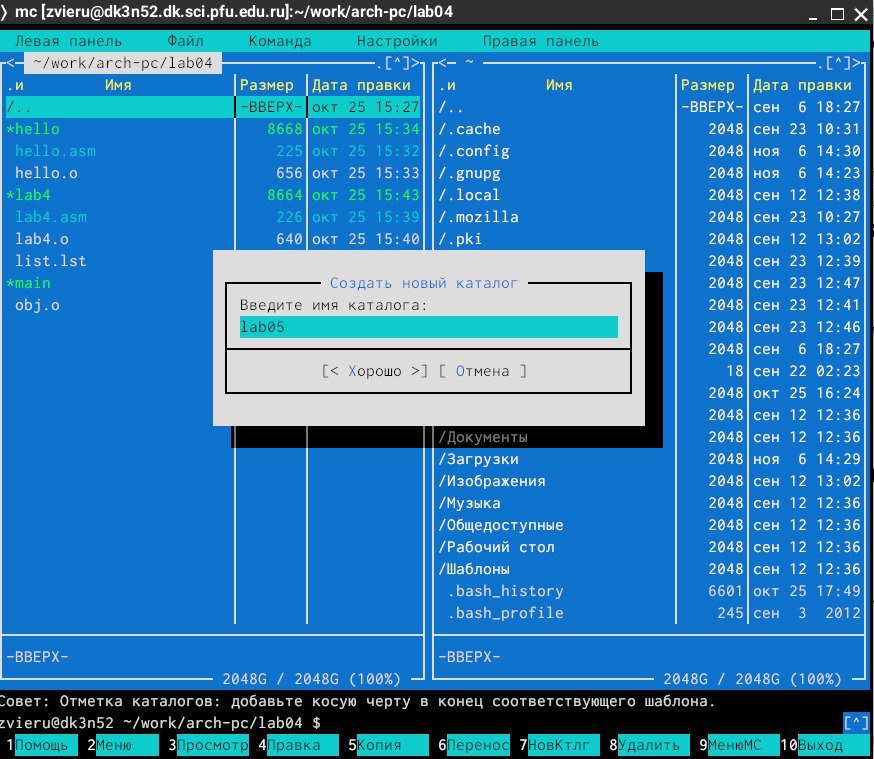 mc [zvieru@dk3n52.dk.sci.pfu.edu.ru]:~/work/arch-pc/lab04
Левая панель Файл Команда Настройки Правая панель
<─ ~/work/arch-pc/lab04 .[^]> <─ ~ .[^]>
.и Имя Размер Дата правки .и Имя Размер Дата правки
/.. -ВВЕРХ- окт 25 15:27 /.. -ВВЕРХ- сен 6 18:27
*hello 8668 окт 25 15:34 /.cache 2048 сен 23 10:31
hello.asm 225 окт 25 15:32 /.config 2048 ноя 6 14:30
hello.o 656 окт 25 15:33 /.gnupg 2048 ноя 6 14:23
*lab4 8664 окт 25 15:43 /.local 2048 сен 12 12:38
lab4.asm 226 окт 25 15:39 /.mozilla 2048 сен 23 10:27
lab4.o 640 окт 25 15:40 /.pki 2048 сен 12 13:02
list.lst 2048 сен 23 12:39
*main Создать новый каталог 2048 сен 23 12:47
obj.o Введите имя каталога: 2048 сен 23 12:41
lab05 2048 сен 23 12:46
2048 сен 6 18:27
[< Хорошо >] [ Отмена ] 18 сен 22 02:23
2048 окт 25 16:24
2048 сен 12 12:36
/Документы 2048 сен 12 12:36
/Загрузки 2048 ноя 6 14:29
/Изображения 2048 сен 12 13:02
/Музыка 2048 сен 12 12:36
/Общедоступные 2048 сен 12 12:36
/Рабочий стол 2048 сен 12 12:36
/Шаблоны 2048 сен 12 12:36
.bash_history 6601 окт 25 17:49
.bash_profile 245 сен 3 2012
-ВВЕРХ- -ВВЕРХ-
2048G / 2048G (100%) 2048G / 2048G (100%)
Совет: Отметка каталогов: добавьте косую черту в конец соответствующего шаблона.
zvieru@dk3n52 ~/work/arch-pc/lab04 $ [^]
1Помощь 2Меню 3Просмотр 4Правка 5Копия 6Перенос 7НовКтлг 8Удалить 9МенюMC 10Выход